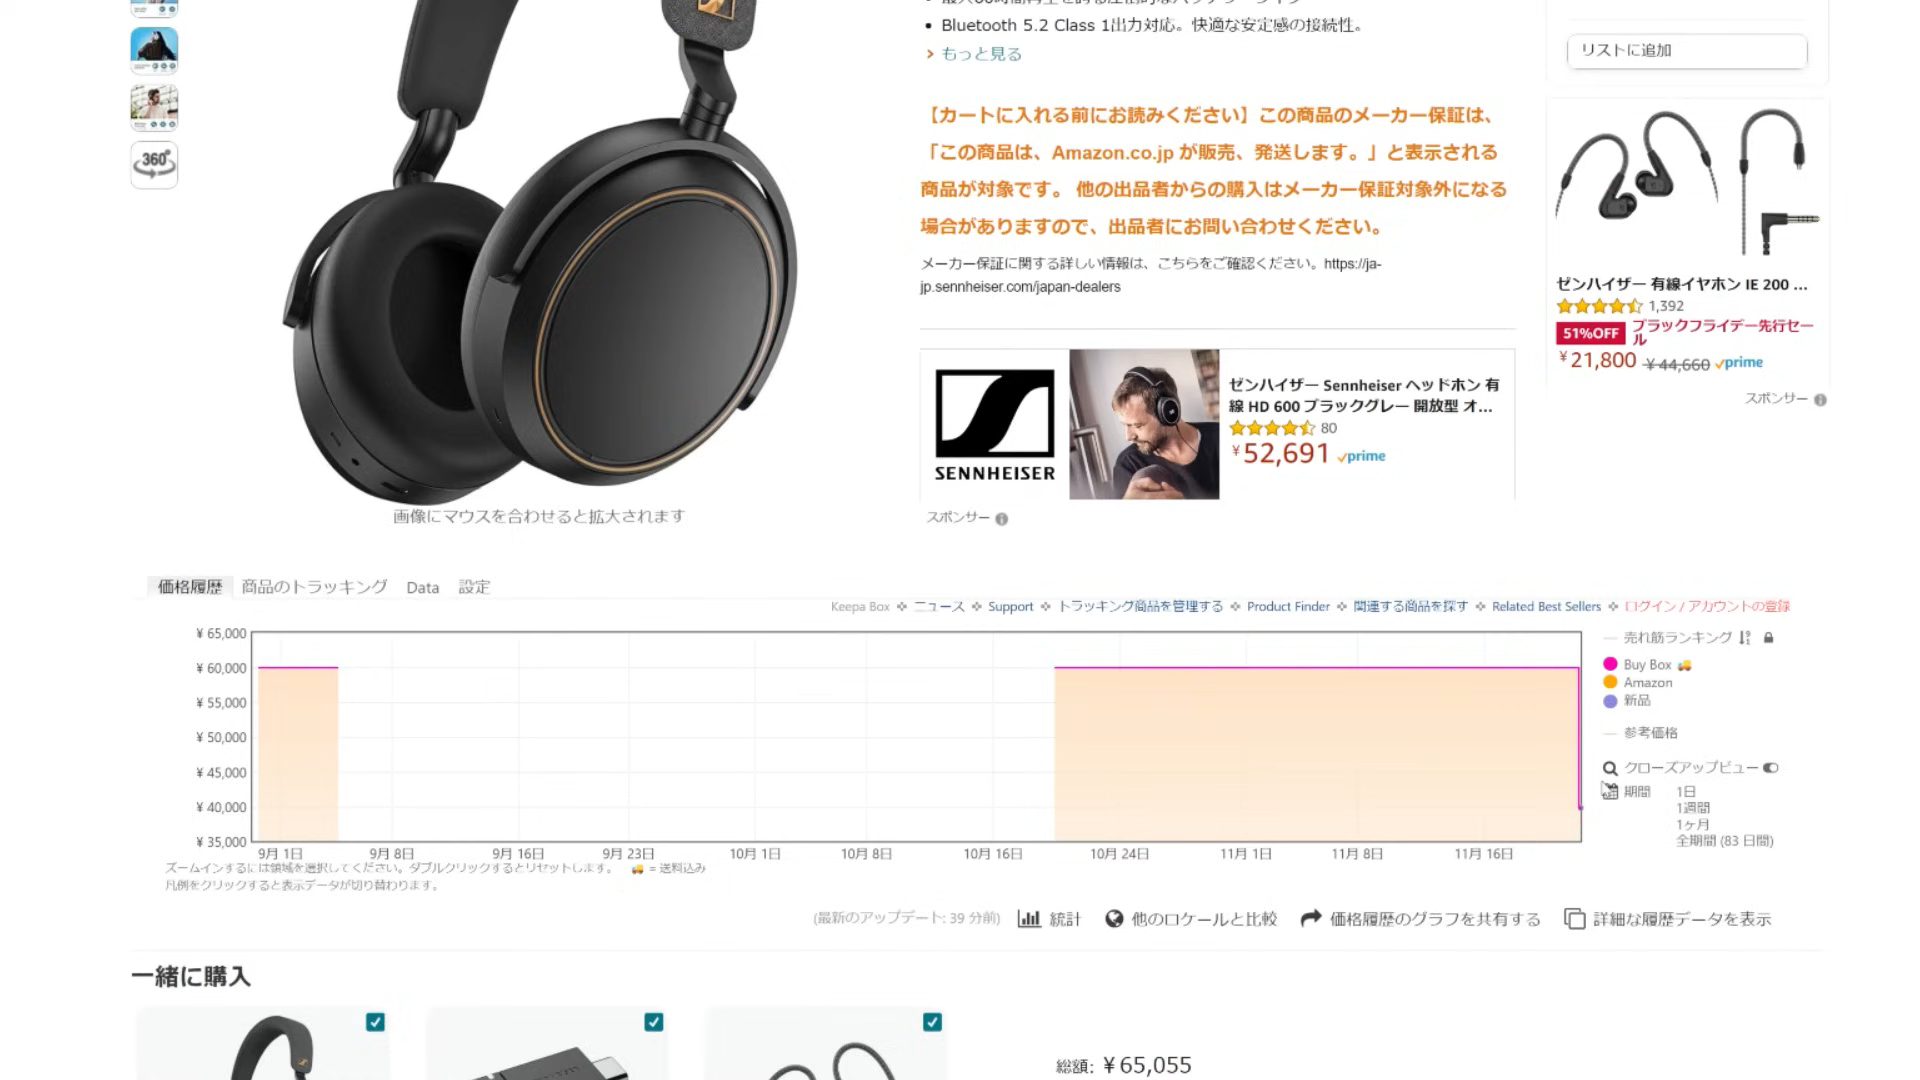 • Bluetooth 5.2 Class 1出力対応。快適な安定感の接続性。
› もっと見る
リストに追加
360°
【カートに入れる前にお読みください】この商品のメーカー保証は、
「この商品は、Amazon.co.jp が販売、発送します。」と表示される
商品が対象です。 他の出品者からの購入はメーカー保証対象外になる
場合がありますので、出品者にお問い合わせください。
メーカー保証に関する詳しい情報は、こちらをご確認ください。https://ja-
jp.sennheiser.com/japan-dealers
ゼンハイザー 有線イヤホン IE 200 ...
1,392
51%OFF ブラックフライデー先行セー
ル
¥21,800 ¥44,660 prime
スポンサー
SENNHEISER
ゼンハイザー Sennheiser ヘッドホン 有
線 HD 600 ブラックグレー 開放型 オ...
80
¥52,691 prime
スポンサー
画像にマウスを合わせると拡大されます
価格履歴 商品のトラッキング Data 設定
Keepa Box ニュース Support トラッキング商品を管理する Product Finder 関連する商品を探す Related Best Sellers ログイン / アカウントの登録
¥ 65,000
¥ 60,000
¥ 55,000
¥ 50,000
¥ 45,000
¥ 40,000
¥ 35,000
9月 1日 9月 8日 9月 16日 9月 23日 10月 1日 10月 8日 10月 16日 10月 24日 11月 1日 11月 8日 11月 16日
売れ筋ランキング
Buy Box
Amazon
新品
参考価格
クローズアップビュー
期間 1日
1週間
1ヶ月
全期間 (83 日間)
ズームインするには領域を選択してください。ダブルクリックするとリセットします。 = 送料込み
凡例をクリックすると表示データが切り替わります。
(最新のアップデート: 39 分前) 統計 他のロケールと比較 価格履歴のグラフを共有する 詳細な履歴データを表示
一緒に購入
総額: ¥65,055